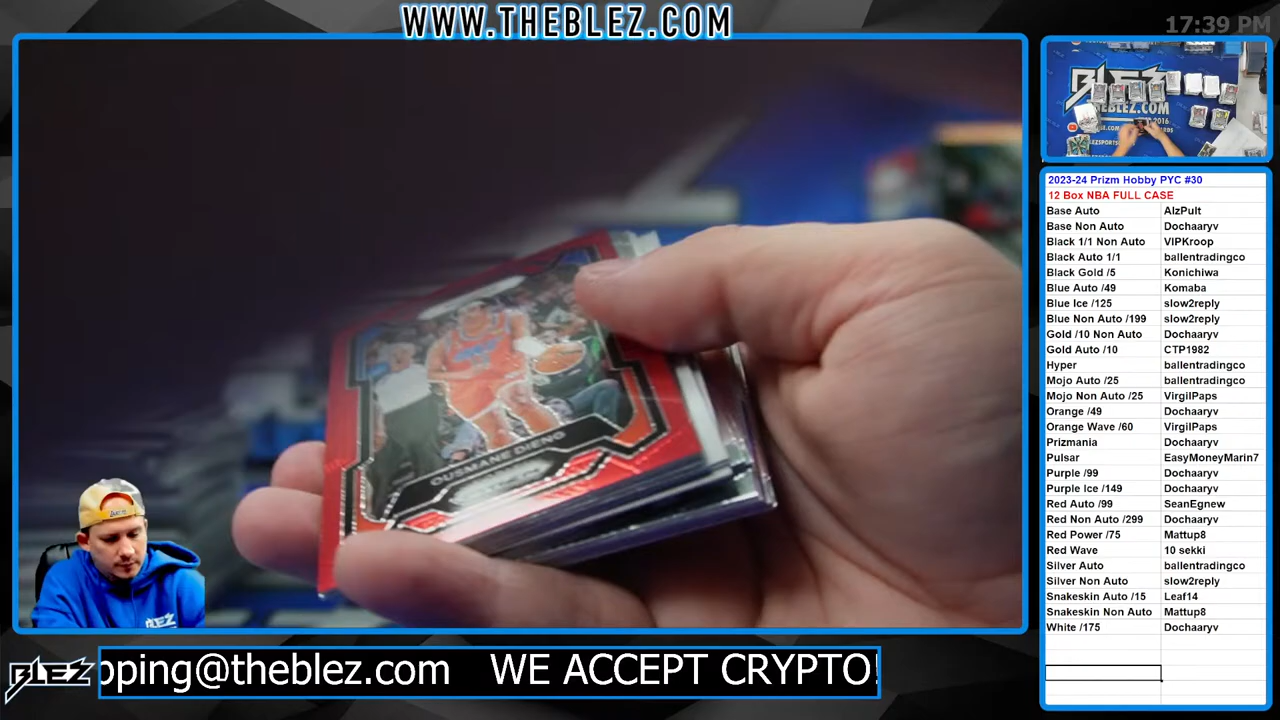 WWW.THEBLEZ.COM
17:39 PM
BLEZ
THEBLEZ.COM
2016
2023-24 Prizm Hobby PYC #30
12 Box NBA FULL CASE
Base Auto AlzPult
Base Non Auto Dochaaryv
Black 1/1 Non Auto VIPKroop
Black Auto 1/1 ballentradingco
Black Gold /5 Konichiwa
Blue Auto /49 Komaba
Blue Ice /125 slow2reply
Blue Non Auto /199 slow2reply
Gold /10 Non Auto Dochaaryv
Gold Auto /10 CTP1982
Hyper ballentradingco
Mojo Auto /25 ballentradingco
Mojo Non Auto /25 VirgilPaps
Orange /49 Dochaaryv
Orange Wave /60 VirgilPaps
Prizmania Dochaaryv
Pulsar EasyMoneyMarin7
Purple /99 Dochaaryv
Purple Ice /149 Dochaaryv
Red Auto /99 SeanEgnew
Red Non Auto /299 Dochaaryv
Red Power /75 Mattup8
Red Wave 10 sekki
Silver Auto ballentradingco
Silver Non Auto slow2reply
Snakeskin Auto /15 Leaf14
Snakeskin Non Auto Mattup8
White /175 Dochaaryv
OUSMANE DIENG
BLEZ
BLEZ
pping@theblez.com WE ACCEPT CRYPTO!